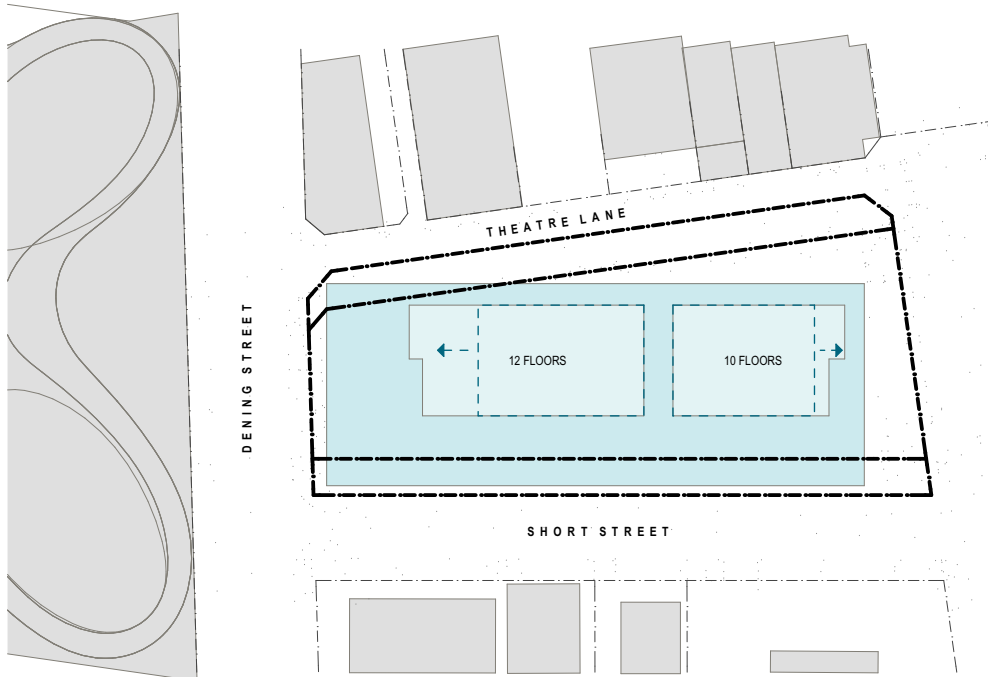 THEATRE LANE
DENING STREET
12 FLOORS
10 FLOORS
SHORT STREET